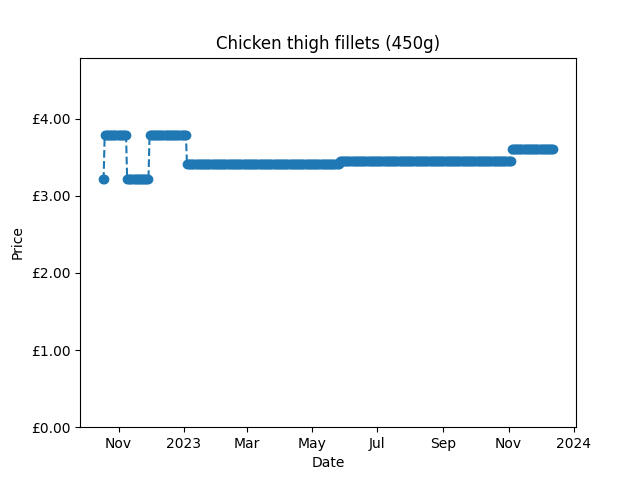 Chicken thigh fillets (450g)
£4.00
£3.00
£2.00
£1.00
£0.00
Price
Nov 2023 Mar May Jul Sep Nov 2024
Date